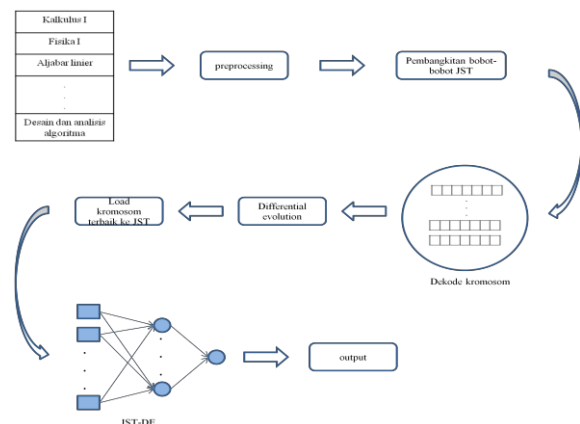 Kalkulus I
Fisika I
Aljabar linier
.
.
.
Desain dan analisis
algoritma
preprocessing
Pembangkitan bobot-
bobot JST
Load
kromosom
terbaik ke JST
Differential
evolution
Dekode kromosom
output
JST-DE